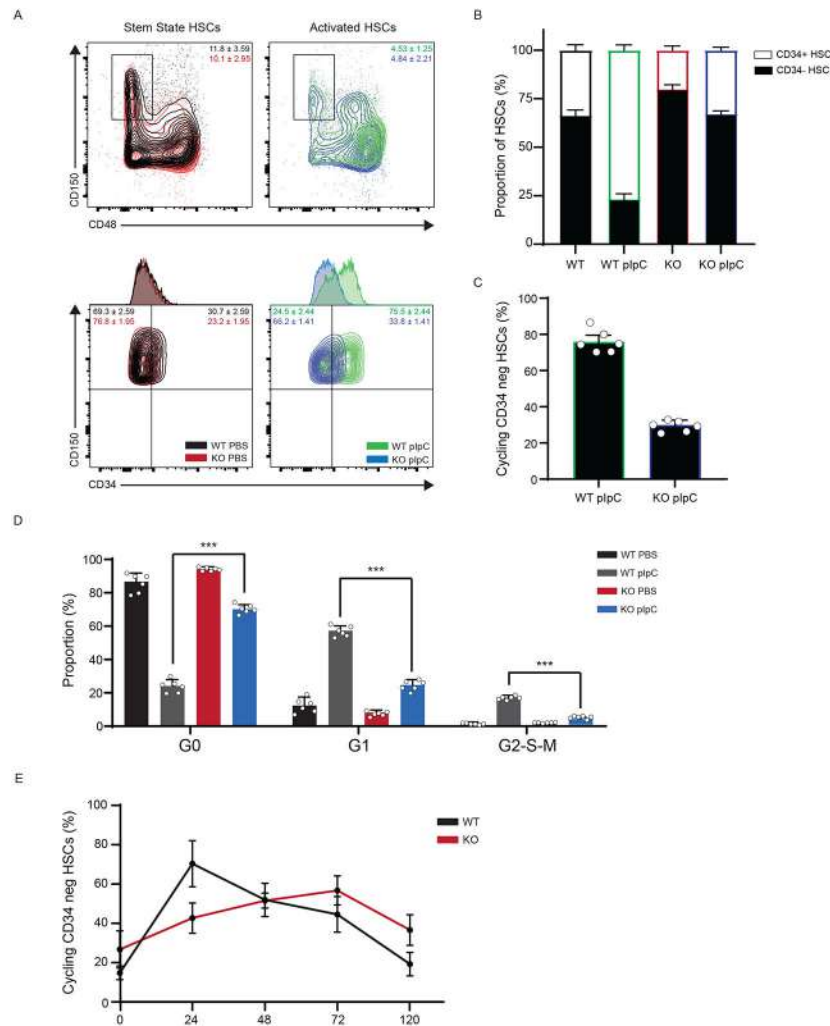 A
Stem State HSCs
Activated HSCs
11.8 ± 3.59
10.1 ± 2.95
4.53 ± 1.25
4.84 ± 2.21
CD150
CD48
69.3 ± 2.59
76.8 ± 1.95
30.7 ± 2.59
23.2 ± 1.95
24.5 ± 2.44
66.2 ± 1.41
75.5 ± 2.44
33.8 ± 1.41
CD150
WT PBS
KO PBS
WT pIpC
KO pIpC
CD34
B
Proportion of HSCs (%)
100
75
50
25
0
WT
WT pIpC
KO
KO pIpC
CD34+ HSC
CD34- HSC
C
Cycling CD34 neg HSCs (%)
100
80
60
40
20
0
WT pIpC
KO pIpC
D
Proportion (%)
100
80
60
40
20
0
***
***
***
G0
G1
G2-S-M
WT PBS
WT pIpC
KO PBS
KO pIpC
E
Cycling CD34 neg HSCs (%)
100
80
60
40
20
0
0
24
48
72
120
WT
KO